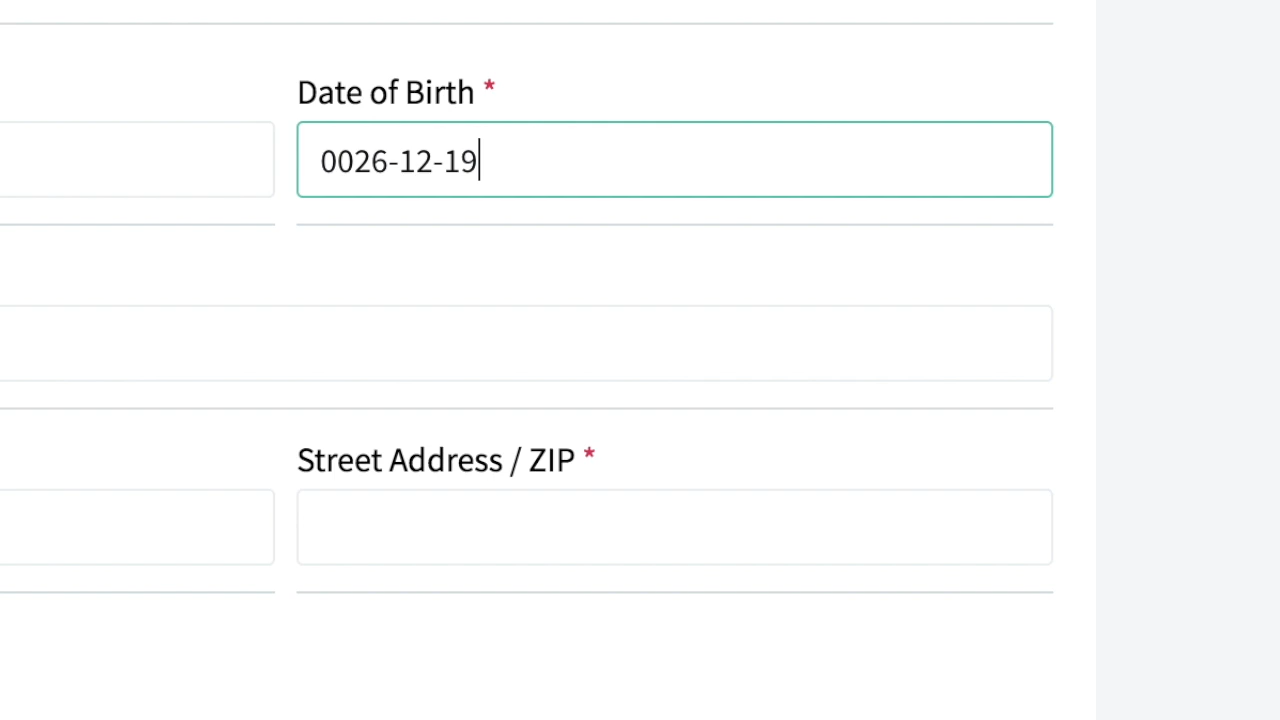 Date of Birth *
0026-12-19
Street Address / ZIP *